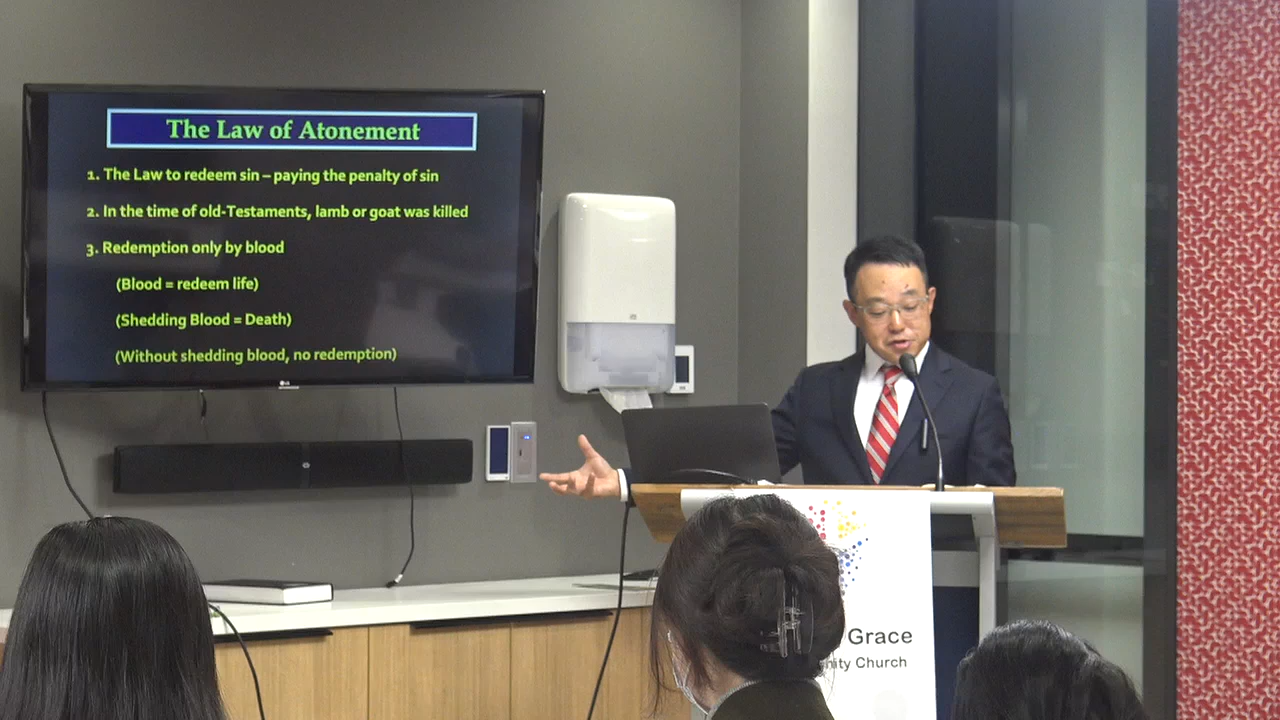 The Law of Atonement
1. The Law to redeem sin – paying the penalty of sin
2. In the time of old-Testaments, lamb or goat was killed
3. Redemption only by blood
(Blood = redeem life)
(Shedding Blood = Death)
(Without shedding blood, no redemption)
LG
Grace
Church